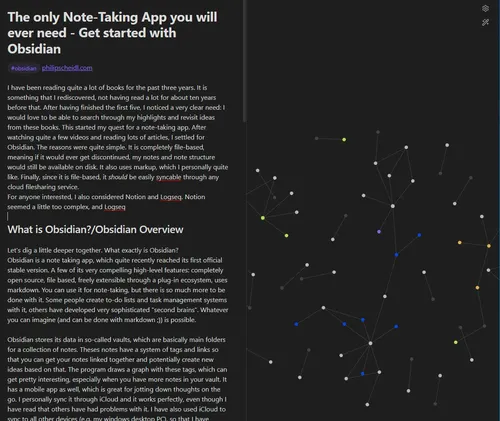 The only Note-Taking App you will
ever need - Get started with
Obsidian
#obsidian philipscheidl.com
I have been reading quite a lot of books for the past three years. It is
something that I rediscovered, not having read a lot for about ten years
before that. After having finished the first five, I noticed a very clear need: I
would love to be able to search through my highlights and revisit ideas
from these books. This started my quest for a note-taking app. After
watching quite a few videos and reading lots of articles, I settled for
Obsidian. The reasons were quite simple. It is completely file-based,
meaning if it would ever get discontinued, my notes and note structure
would still be available on disk. It also uses markup, which I personally quite
like. Finally, since it is file-based, it should be easily syncable through any
cloud filesharing service.
For anyone interested, I also considered Notion and Logseq. Notion
seemed a little too complex, and Logseq
What is Obsidian?/Obsidian Overview
Let's dig a little deeper together. What exactly is Obsidian?
Obsidian is a note taking app, which quite recently reached its first official
stable version. A few of its very compelling high-level features: completely
open source, file based, freely extensible through a plug-in ecosystem, uses
markdown. You can use it for note-taking, but there is so much more to be
done with it. Some people create to-do lists and task management systems
with it, others have developed very sophisticated "second brains". Whatever
you can imagine (and can be done with markdown ;)) is possible.
Obsidian stores its data in so-called vaults, which are basically main folders
for a collection of notes. Theses notes have a system of tags and links so
that you can get your notes linked together and potentially create new
ideas based on that. The program draws a graph with these tags, which can
get pretty interesting, especially when you have more notes in your vault. It
has a mobile app as well, which is great for jotting down thoughts on the
go. I personally sync it through iCloud and it works perfectly, even though I
have read that others have had problems with it. I have also used iCloud to
sync to all other devices (e.g. my windows desktop PC), so that I have